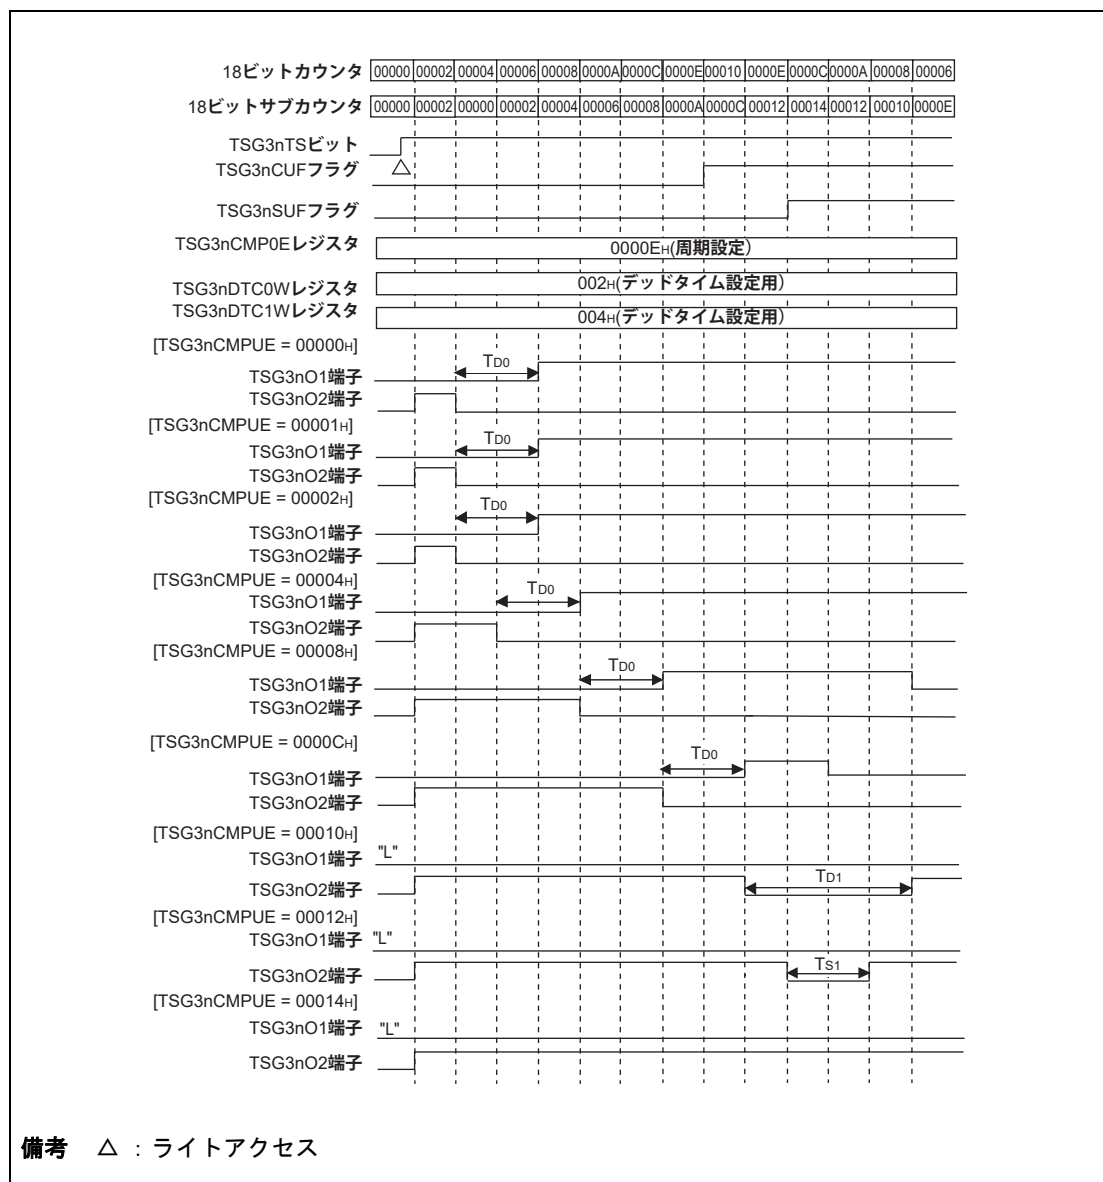 18ビットカウンタ 00000 00002 00004 00006 00008 0000A 0000C 0000E 00010 0000E 0000C 0000A 00008 00006
18ビットサブカウンタ 00000 00002 00000 00002 00004 00006 00008 0000A 0000C 00012 00014 00012 00010 0000E
TSG3nTSビット
TSG3nCUFフラグ △
TSG3nSUFフラグ
TSG3nCMP0Eレジスタ 0000EH(周期設定)
TSG3nDTC0Wレジスタ 002H(デッドタイム設定用)
TSG3nDTC1Wレジスタ 004H(デッドタイム設定用)
[TSG3nCMPUE = 00000H]
TD0
TSG3nO1端子
TSG3nO2端子
[TSG3nCMPUE = 00001H]
TD0
TSG3nO1端子
TSG3nO2端子
[TSG3nCMPUE = 00002H]
TD0
TSG3nO1端子
TSG3nO2端子
[TSG3nCMPUE = 00004H]
TD0
TSG3nO1端子
TSG3nO2端子
[TSG3nCMPUE = 00008H]
TD0
TSG3nO1端子
TSG3nO2端子
[TSG3nCMPUE = 0000CH]
TD0
TSG3nO1端子
TSG3nO2端子
[TSG3nCMPUE = 00010H]
TSG3nO1端子 "L"
TSG3nO2端子 TD1
[TSG3nCMPUE = 00012H]
TSG3nO1端子 "L"
TSG3nO2端子 TS1
[TSG3nCMPUE = 00014H]
TSG3nO1端子 "L"
TSG3nO2端子
備考 △ : ライトアクセス